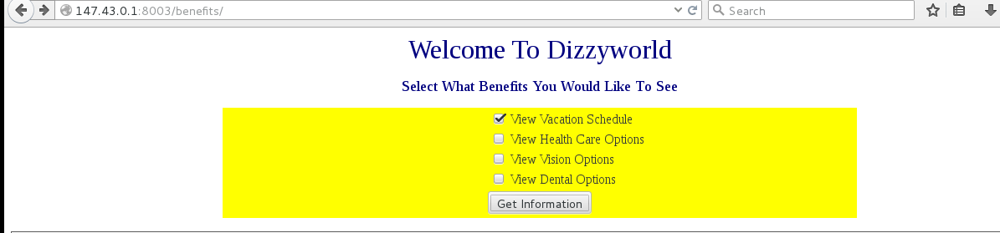 147.43.0.1:8003/benefits/ Search
Welcome To Dizzyworld
Select What Benefits You Would Like To See
View Vacation Schedule
View Health Care Options
View Vision Options
View Dental Options
Get Information